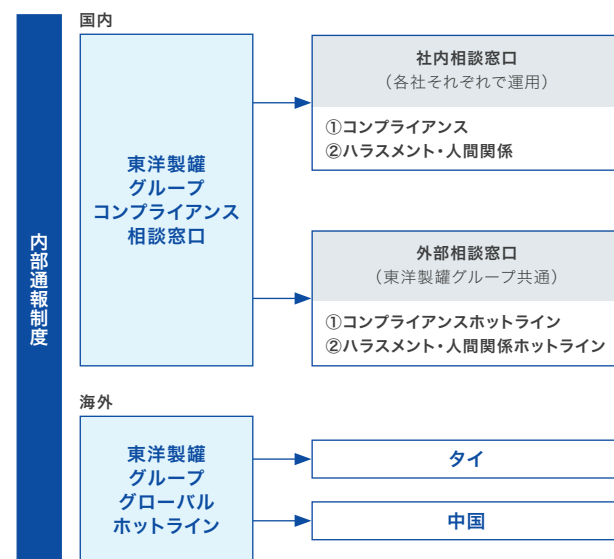 内部通報制度
国内
東洋製罐
グループ
コンプライアンス
相談窓口
社内相談窓口
（各社それぞれで運用）
①コンプライアンス
②ハラスメント・人間関係
外部相談窓口
（東洋製罐グループ共通）
①コンプライアンスホットライン
②ハラスメント・人間関係ホットライン
海外
東洋製罐
グループ
グローバル
ホットライン
タイ
中国